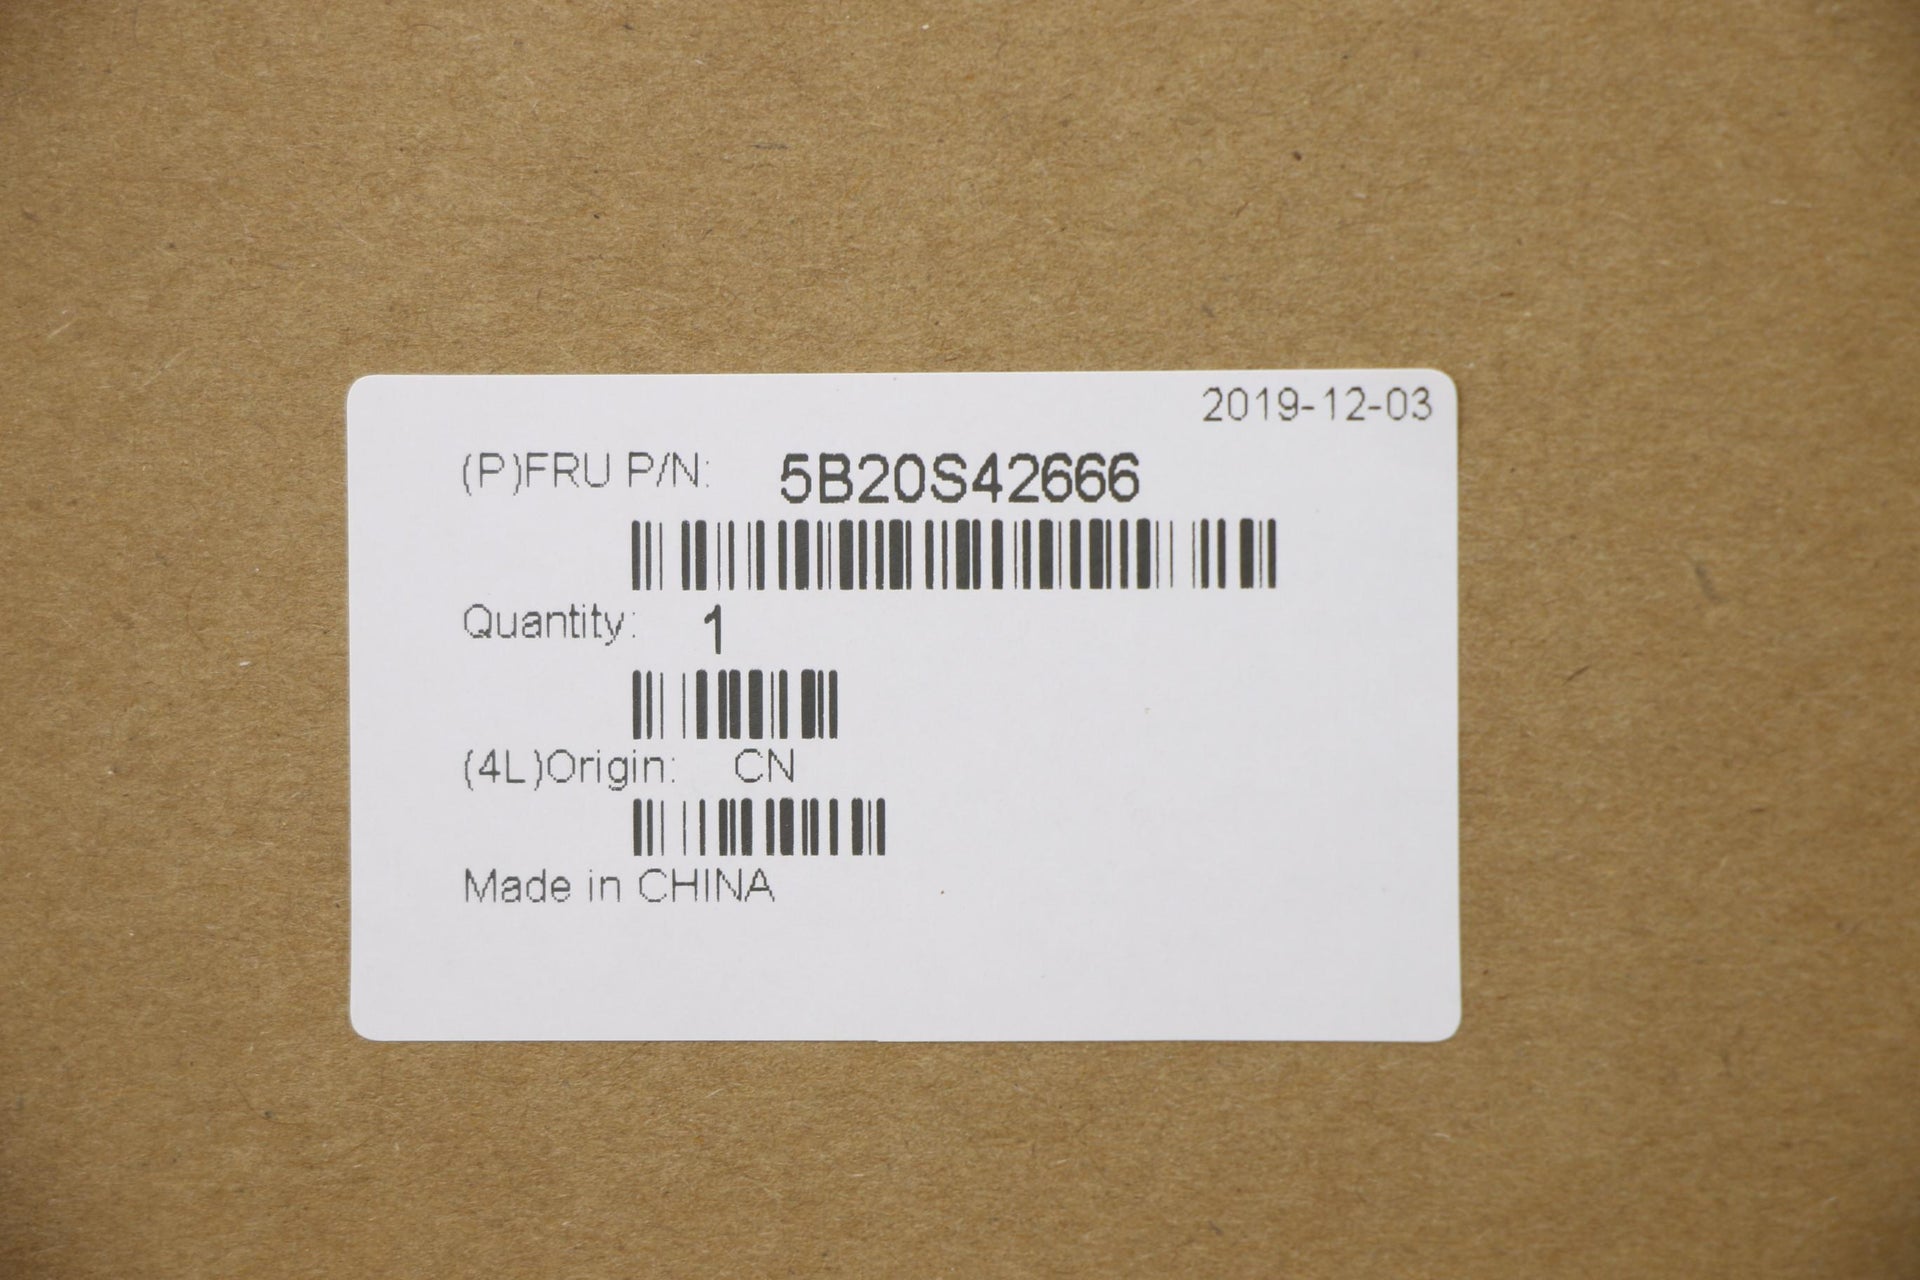 2019-12-03
(P)FRU P/N: 5B20S42666
Quantity: 1
(4L)Origin: CN
Made in CHINA